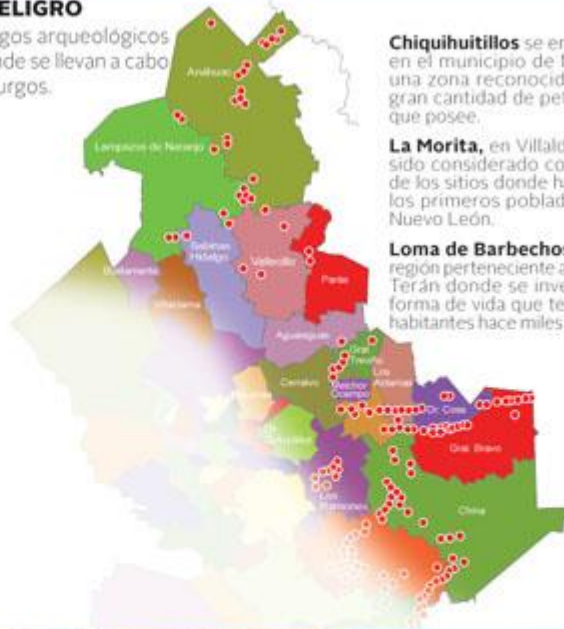 ELIGRO
gos arqueológicos
nde se llevan a cabo
urgos.
Chiquihuitillos se en
en el municipio de
una zona reconocid
gran cantidad de pet
que posee.
La Morita, en Villald
sido considerado co
de los sitios donde ha
los primeros poblad
Nuevo León.
Loma de Barbechos
región perteneciente a
Terán donde se inve
forma de vida que te
habitantes hace miles
Anáhuac
Lampazos de Naranjo
Sabinas
Hidalgo
Vallecillo
Bustamante
Villaldama
Parás
Agualeguas
Gral.
Treviño
Los
Aldamas
Cerralvo
Melchor
Ocampo
Dr. Coss
Gral. Bravo
Los
Ramones
China